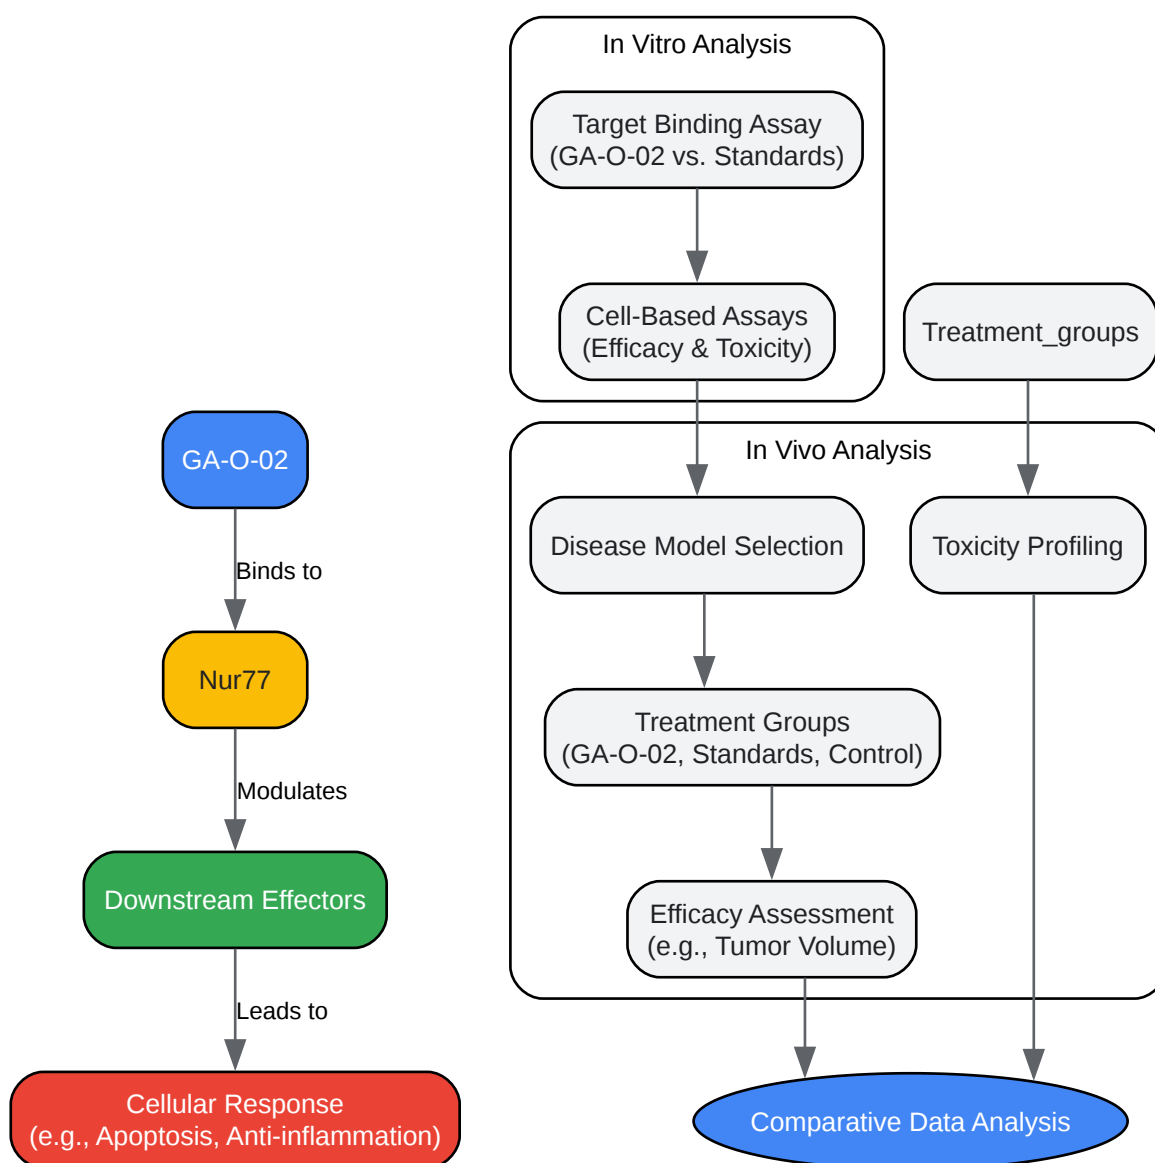 In Vitro Analysis
Target Binding Assay
(GA-O-02 vs. Standards)
Cell-Based Assays
(Efficacy & Toxicity)
Treatment_groups
In Vivo Analysis
Disease Model Selection
Toxicity Profiling
Treatment Groups
(GA-O-02, Standards, Control)
Efficacy Assessment
(e.g., Tumor Volume)
Comparative Data Analysis
GA-O-02
Binds to
Nur77
Modulates
Downstream Effectors
Leads to
Cellular Response
(e.g., Apoptosis, Anti-inflammation)